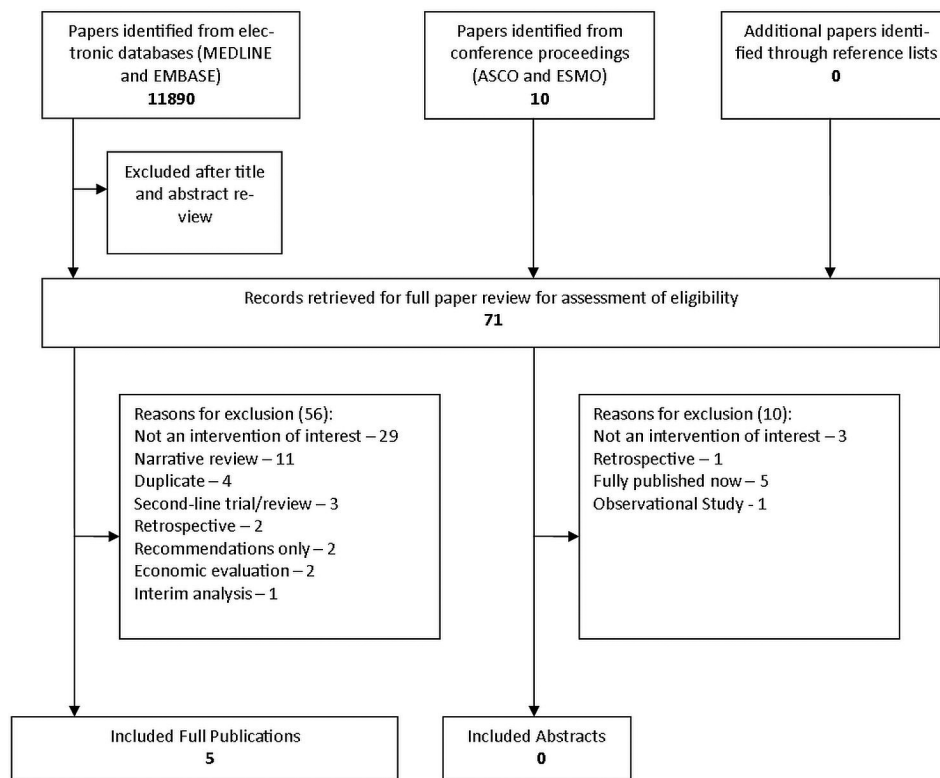 Papers identified from elec-
tronic databases (MEDLINE
and EMBASE)
11890
Papers identified from
conference proceedings
(ASCO and ESMO)
10
Additional papers identi-
fied through reference lists
0
Excluded after title
and abstract re-
view
Records retrieved for full paper review for assessment of eligibility
71
Reasons for exclusion (56):
Not an intervention of interest – 29
Narrative review – 11
Duplicate – 4
Second-line trial/review – 3
Retrospective – 2
Recommendations only – 2
Economic evaluation – 2
Interim analysis – 1
Reasons for exclusion (10):
Not an intervention of interest – 3
Retrospective – 1
Fully published now – 5
Observational Study - 1
Included Full Publications
5
Included Abstracts
0